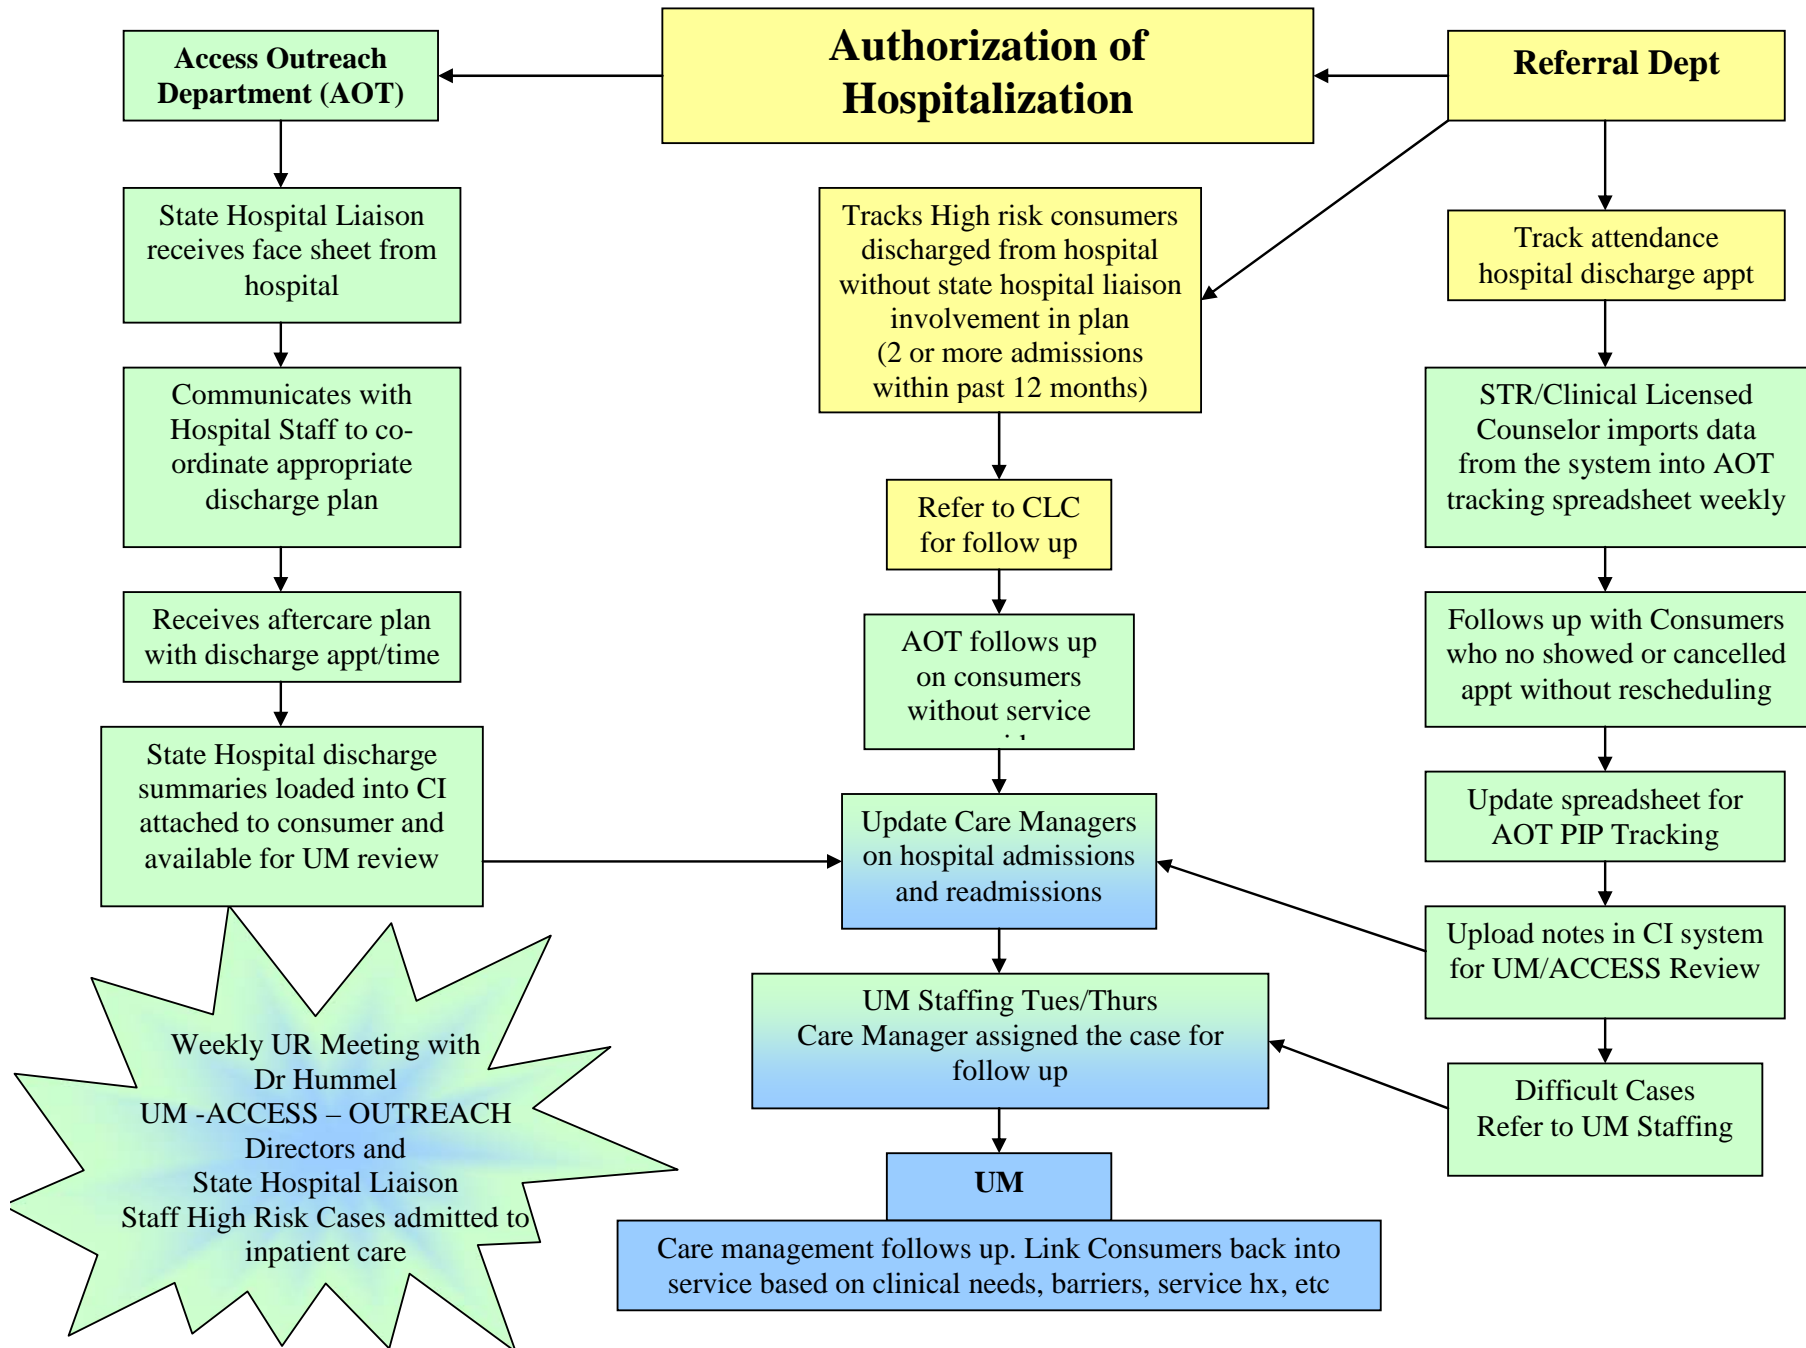 Access Outreach
Department (AOT)
Authorization of
Hospitalization
Referral Dept
State Hospital Liaison
receives face sheet from
hospital
Communicates with
Hospital Staff to co-
ordinate appropriate
discharge plan
Receives aftercare plan
with discharge appt/time
State Hospital discharge
summaries loaded into CI
attached to consumer and
available for UM review
Weekly UR Meeting with
Dr Hummel
UM -ACCESS – OUTREACH
Directors and
State Hospital Liaison
Staff High Risk Cases admitted to
inpatient care
Tracks High risk consumers
discharged from hospital
without state hospital liaison
involvement in plan
(2 or more admissions
within past 12 months)
Refer to CLC
for follow up
AOT follows up
on consumers
without service
Update Care Managers
on hospital admissions
and readmissions
UM Staffing Tues/Thurs
Care Manager assigned the case for
follow up
UM
Care management follows up. Link Consumers back into
service based on clinical needs, barriers, service hx, etc
Track attendance
hospital discharge appt
STR/Clinical Licensed
Counselor imports data
from the system into AOT
tracking spreadsheet weekly
Follows up with Consumers
who no showed or cancelled
appt without rescheduling
Update spreadsheet for
AOT PIP Tracking
Upload notes in CI system
for UM/ACCESS Review
Difficult Cases
Refer to UM Staffing